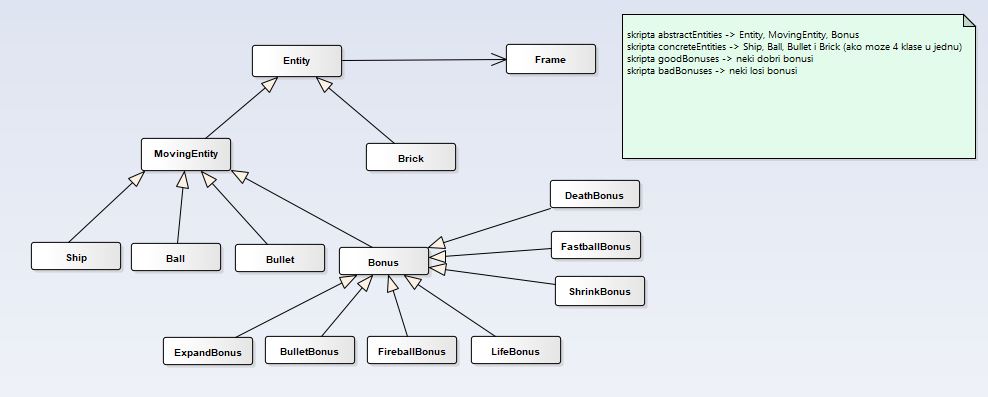 skripta abstractEntities -> Entity, MovingEntity, Bonus
skripta concreteEntities -> Ship, Ball, Bullet i Brick (ako moze 4 klase u jednu)
skripta goodBonuses -> neki dobri bonusi
skripta badBonuses -> neki losi bonusi
Entity
Frame
MovingEntity
Brick
DeathBonus
FastballBonus
ShrinkBonus
Ship
Ball
Bullet
Bonus
ExpandBonus
BulletBonus
FireballBonus
LifeBonus